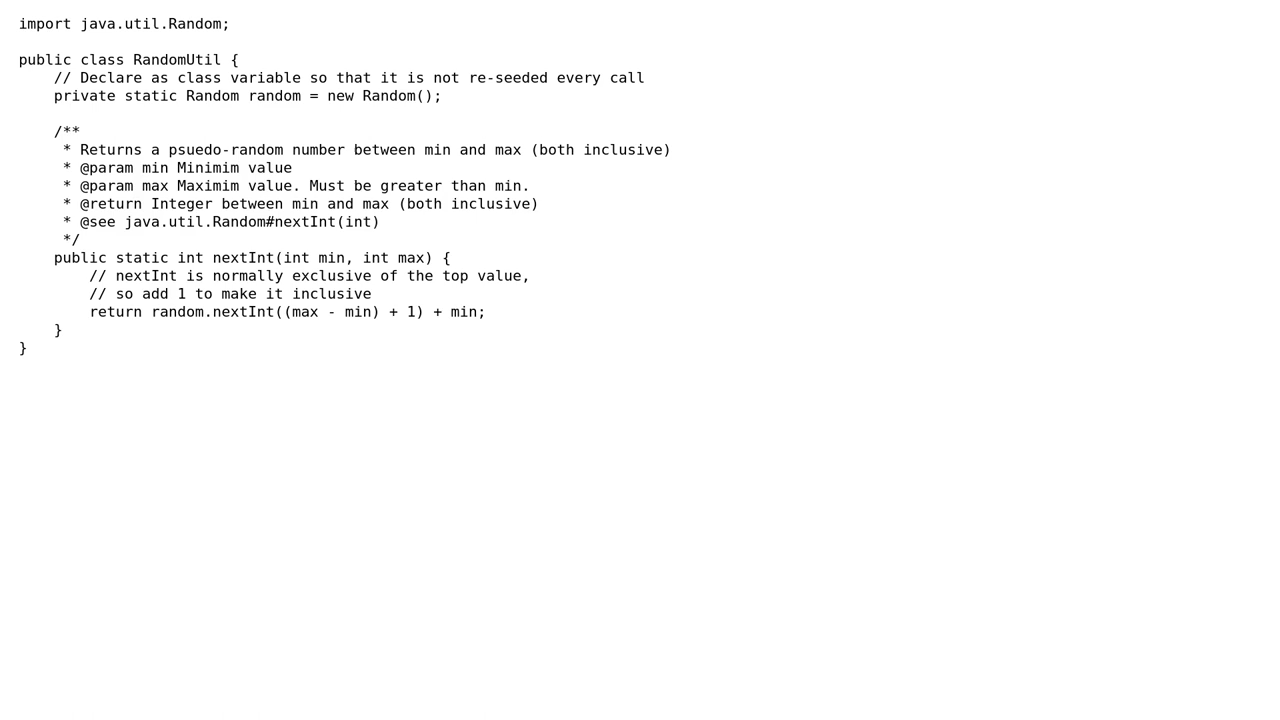 import java.util.Random;

public class RandomUtil {
    // Declare as class variable so that it is not re-seeded every call
    private static Random random = new Random();

    /**
     * Returns a psuedo-random number between min and max (both inclusive)
     * @param min Minimim value
     * @param max Maximim value. Must be greater than min.
     * @return Integer between min and max (both inclusive)
     * @see java.util.Random#nextInt(int)
     */
    public static int nextInt(int min, int max) {
        // nextInt is normally exclusive of the top value,
        // so add 1 to make it inclusive
        return random.nextInt((max - min) + 1) + min;
    }
}